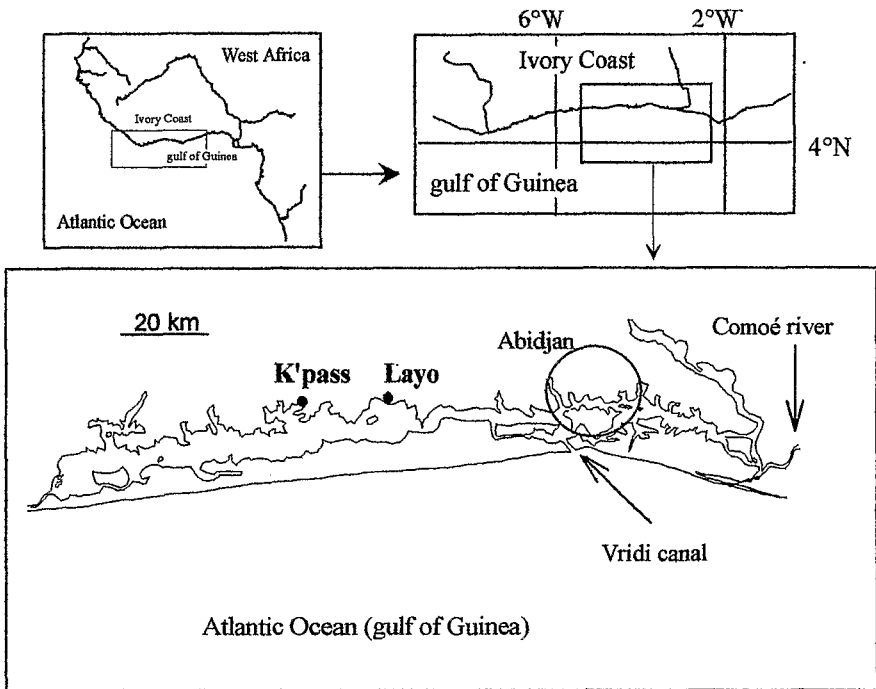 6°W
2°W
West Africa
Ivory Coast
gulf of Guinea
Atlantic Ocean
Ivory Coast
4°N
gulf of Guinea
20 km
Abidjan
Comoé river
K'pass
Layo
Vridi canal
Atlantic Ocean (gulf of Guinea)